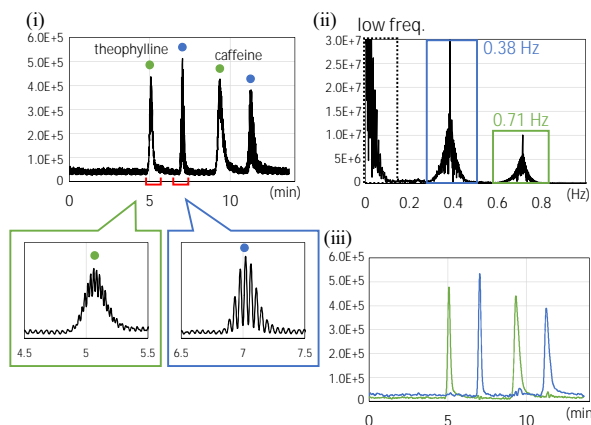 (i)
6.0E+5
5.0E+5
4.0E+5
3.0E+5
2.0E+5
1.0E+5
0
theophylline
caffeine
0 5 10 (min)
4.5 5 5.5
6.5 7 7.5
(ii)
low freq.
3.0E+7
2.5E+7
2.0E+7
1.5E+7
1.0E+7
5E+6
0
0.38 Hz
0.71 Hz
0 0.2 0.4 0.6 0.8 (Hz)
(iii)
6.0E+5
5.0E+5
4.0E+5
3.0E+5
2.0E+5
1.0E+5
0
0 5 10 (min